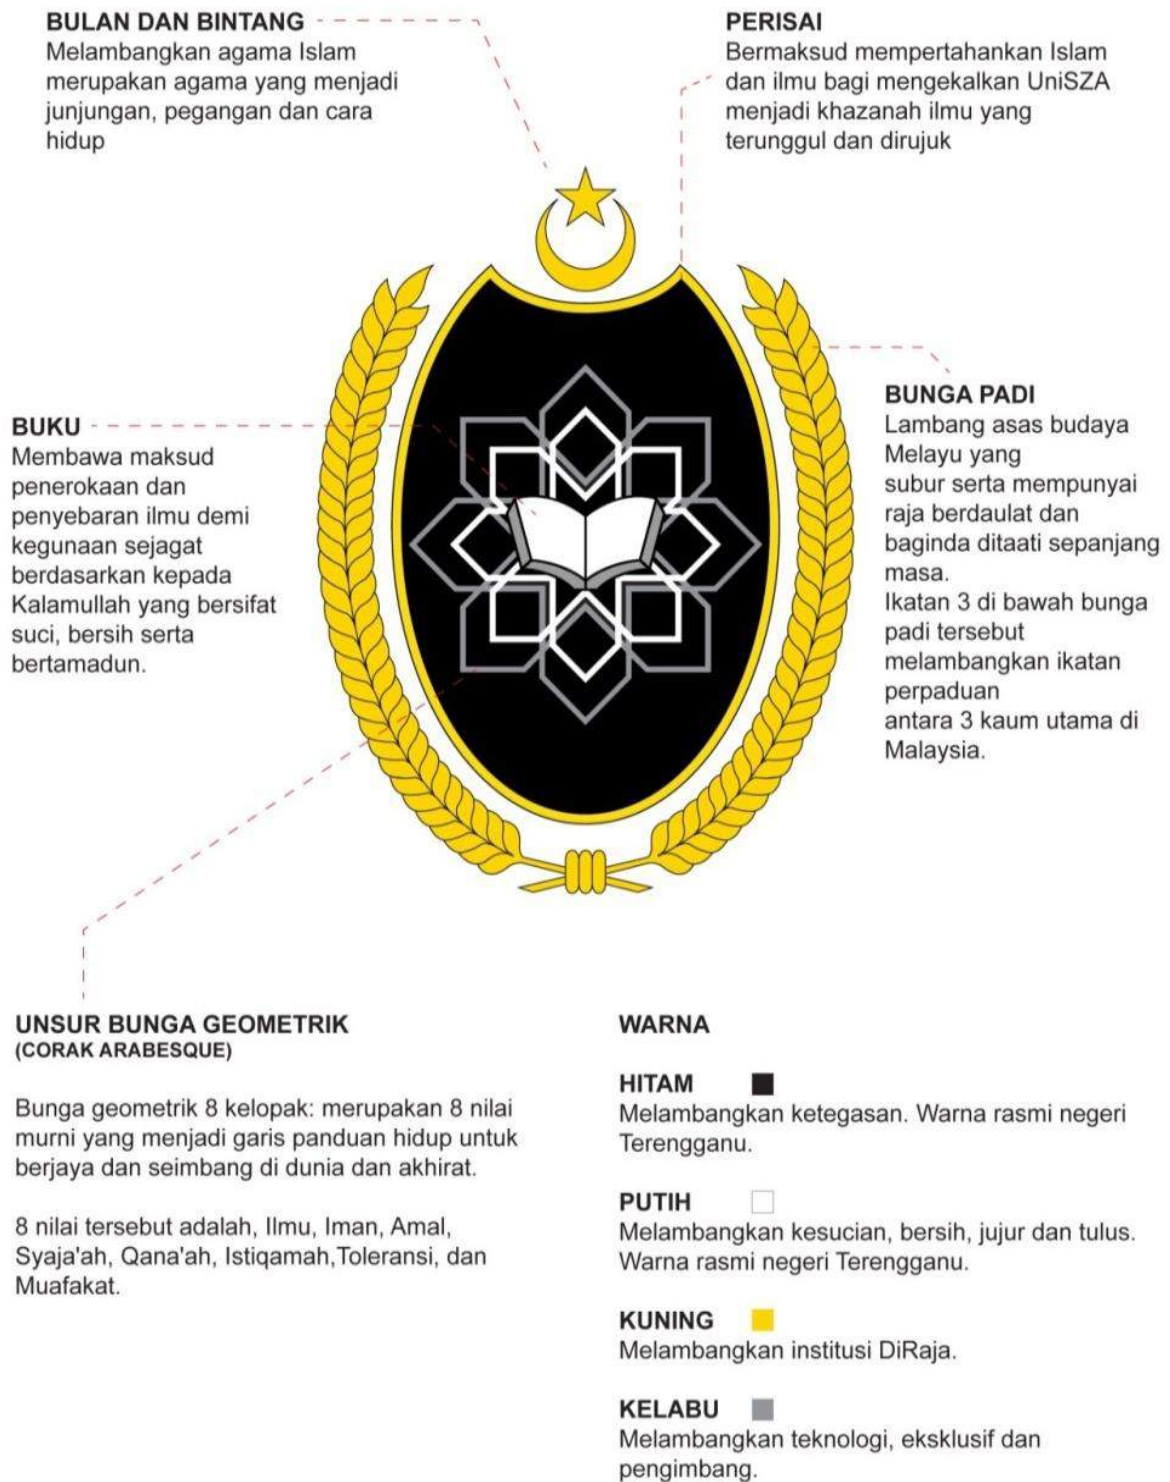 BULAN DAN BINTANG
Melambangkan agama Islam
merupakan agama yang menjadi
junjungan, pegangan dan cara
hidup
PERISAI
Bermaksud mempertahankan Islam
dan ilmu bagi mengekalkan UniSZA
menjadi khazanah ilmu yang
terunggul dan dirujuk
BUKU
Membawa maksud
penerokaan dan
penyebaran ilmu demi
kegunaan sejagat
berdasarkan kepada
Kalamullah yang bersifat
suci, bersih serta
bertamadun.
BUNGA PADI
Lambang asas budaya
Melayu yang
subur serta mempunyai
raja berdaulat dan
baginda ditaati sepanjang
masa.
Ikatan 3 di bawah bunga
padi tersebut
melambangkan ikatan
perpaduan
antara 3 kaum utama di
Malaysia.
UNSUR BUNGA GEOMETRIK
(CORAK ARABESQUE)
Bunga geometrik 8 kelopak: merupakan 8 nilai
murni yang menjadi garis panduan hidup untuk
berjaya dan seimbang di dunia dan akhirat.
8 nilai tersebut adalah, Ilmu, Iman, Amal,
Syaja'ah, Qana'ah, Istiqamah,Toleransi, dan
Muafakat.
WARNA
HITAM
Melambangkan ketegasan. Warna rasmi negeri
Terengganu.
PUTIH
Melambangkan kesucian, bersih, jujur dan tulus.
Warna rasmi negeri Terengganu.
KUNING
Melambangkan institusi DiRaja.
KELABU
Melambangkan teknologi, eksklusif dan
pengimbang.